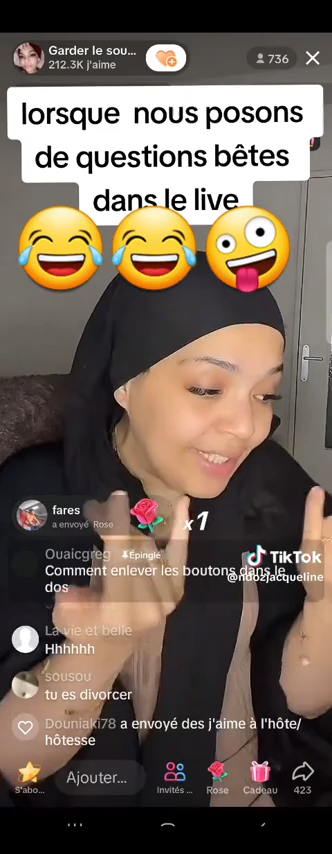 Garder le sou...
212.3K j'aime
736
lorsque nous posons
de questions bêtes
dans le live
fares
a envoyé Rose
x1
Ouaicgreg Épinglé
Comment enlever les boutons dans le
dos
TikTok
@ndozjacqueline
La vie et belle
Hhhhhh
sousou
tu es divorcer
Douniaki78 a envoyé des j'aime à l'hôte/
hôtesse
Ajouter...
S'abo... Invités ... Rose Cadeau 423